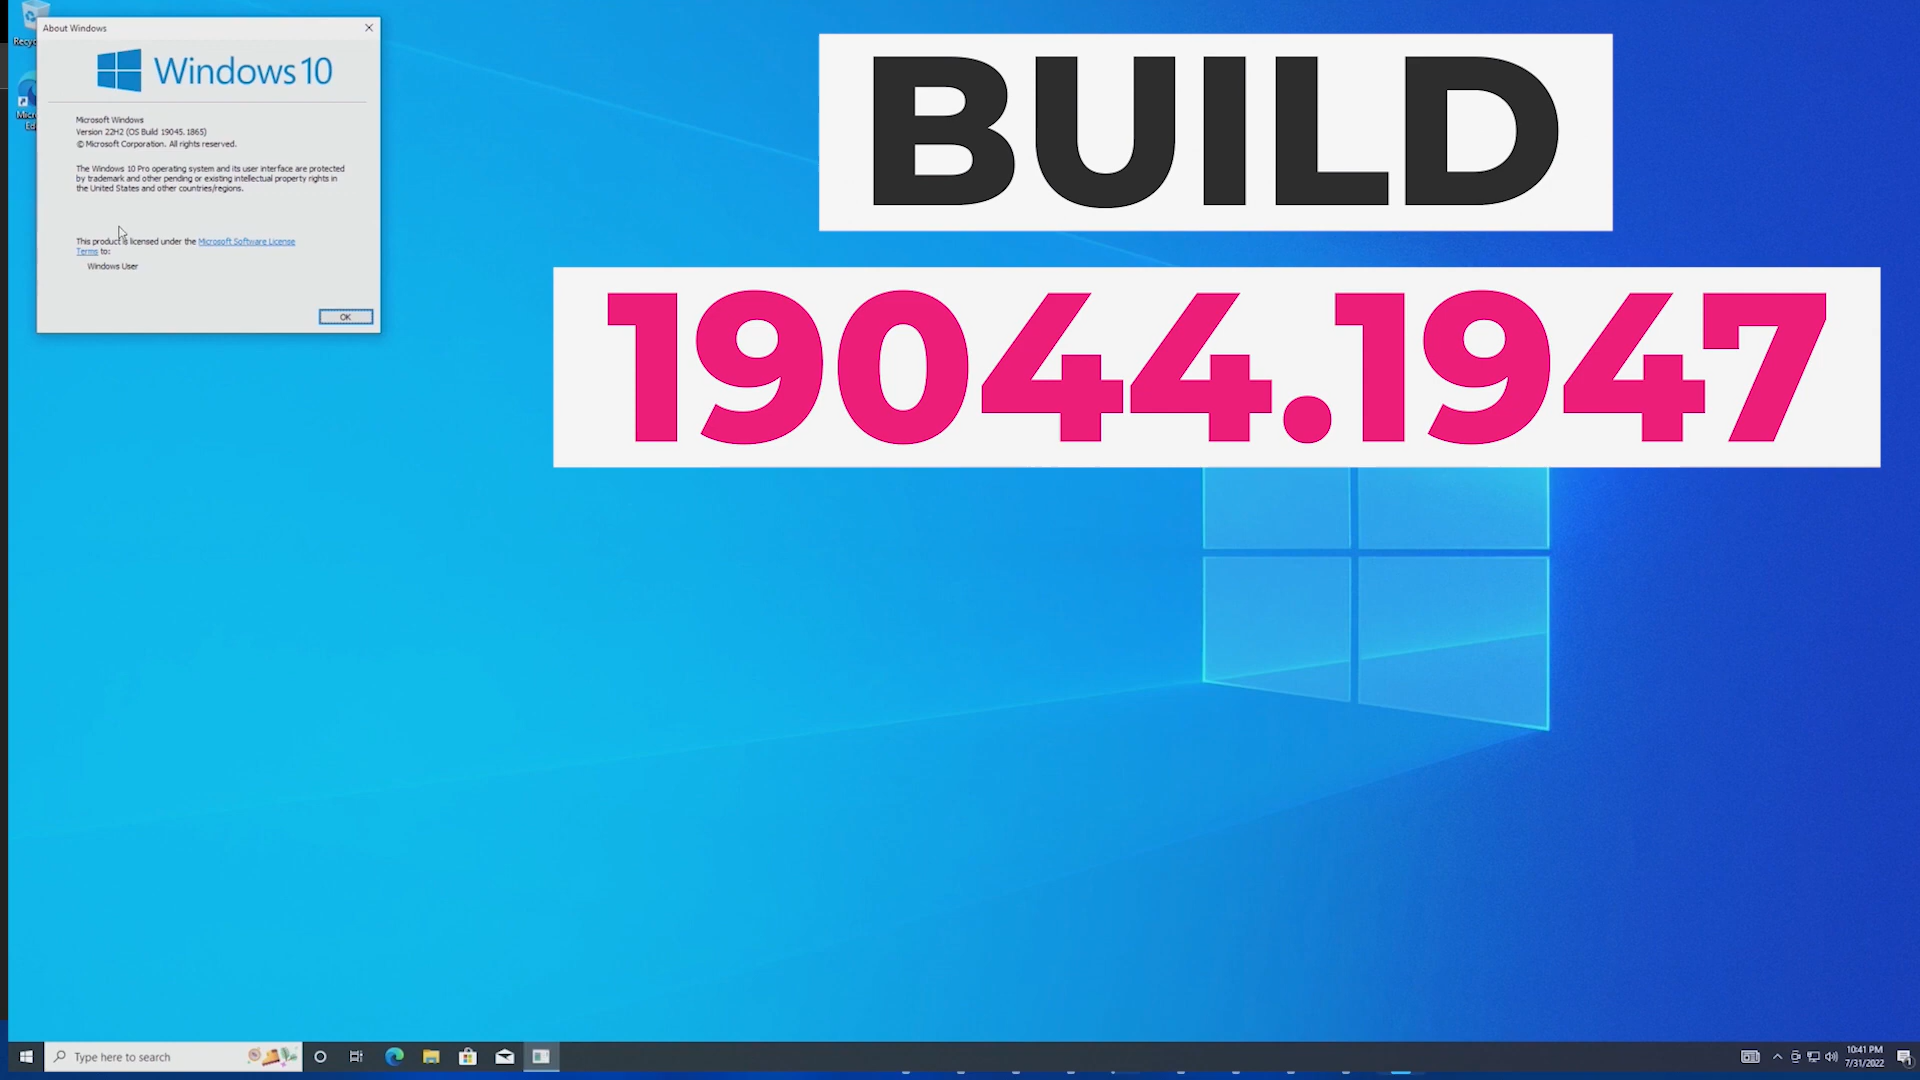 About Windows
Windows 10
Microsoft Windows
Version 22H2 (OS Build 19045.1865)
© Microsoft Corporation. All rights reserved.
The Windows 10 Pro operating system and its user interface are protected
by trademark and other pending or existing intellectual property rights in
the United States and other countries/regions.
This product is licensed under the Microsoft Software License
Terms to:
Windows User
OK
BUILD
19044.1947
Type here to search
10:41 PM
7/31/2022
1